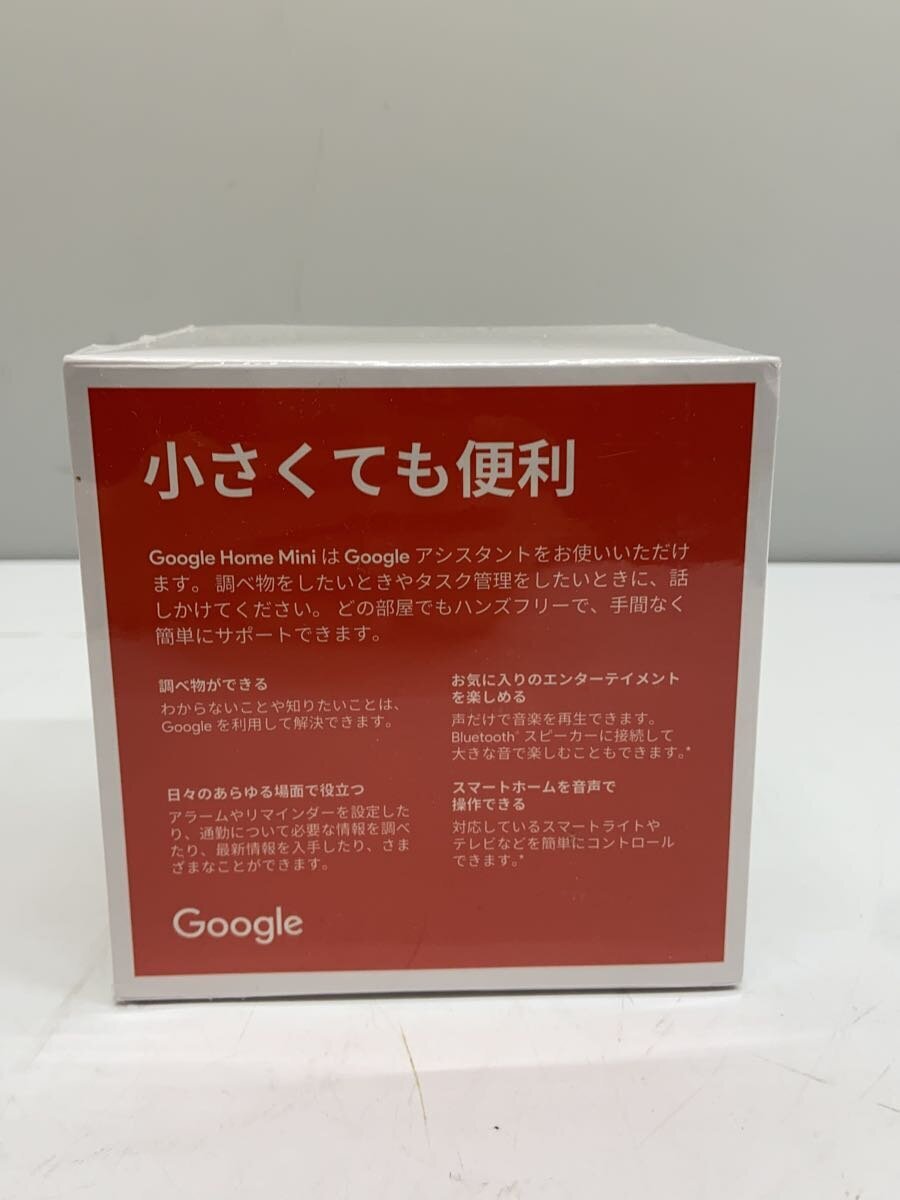 小さくても便利
Google Home Mini は Google アシスタントをお使いいただけ
ます。 調べ物をしたいときやタスク管理をしたいときに、話
しかけてください。 どの部屋でもハンズフリーで、手間なく
簡単にサポートできます。
調べ物ができる
わからないことや知りたいことは、
Google を利用して解決できます。
お気に入りのエンターテイメント
を楽しめる
声だけで音楽を再生できます。
Bluetooth® スピーカーに接続して
大きな音で楽しむこともできます。*
日々のあらゆる場面で役立つ
アラームやリマインダーを設定した
り、通勤について必要な情報を調べ
たり、最新情報を入手したり、さま
ざまなことができます。
スマートホームを音声で
操作できる
対応しているスマートライトや
テレビなどを簡単にコントロール
できます。*
Google